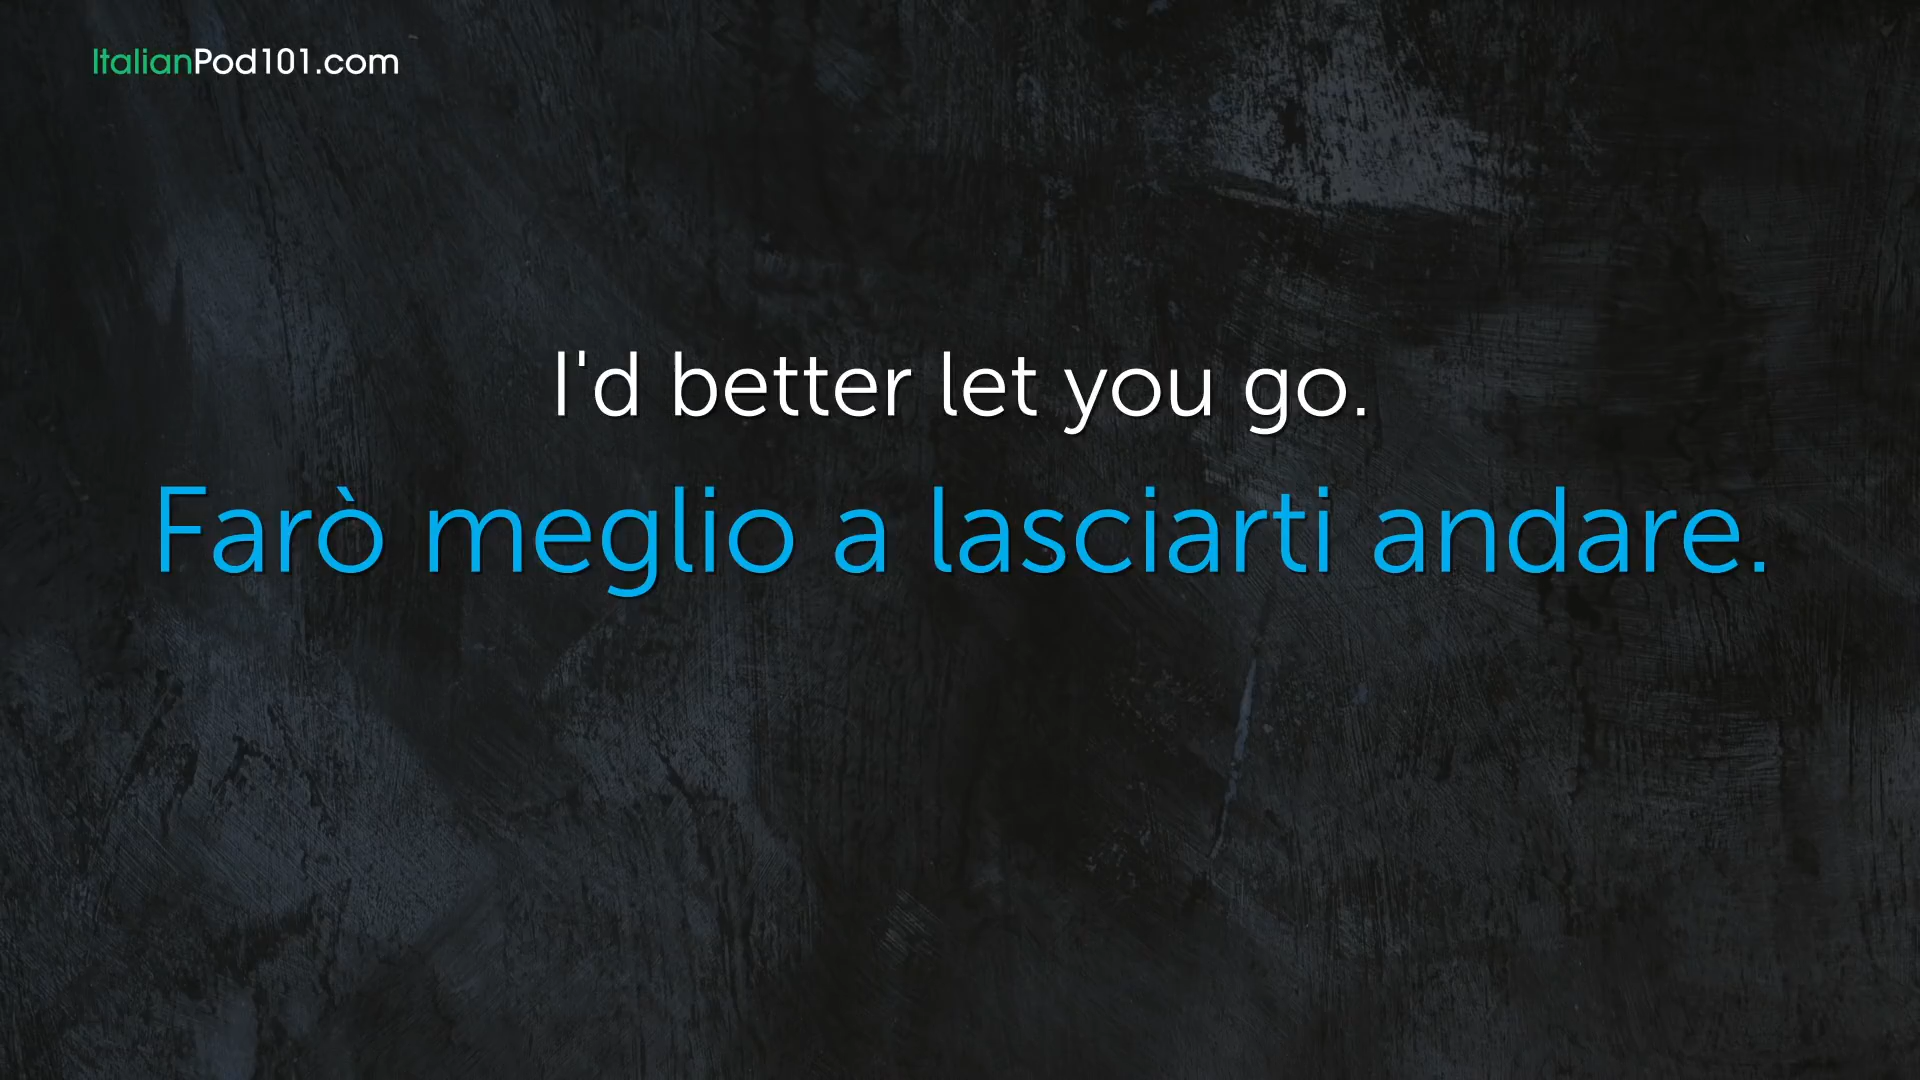 ItalianPod101.com
I'd better let you go.
Farò meglio a lasciarti andare.